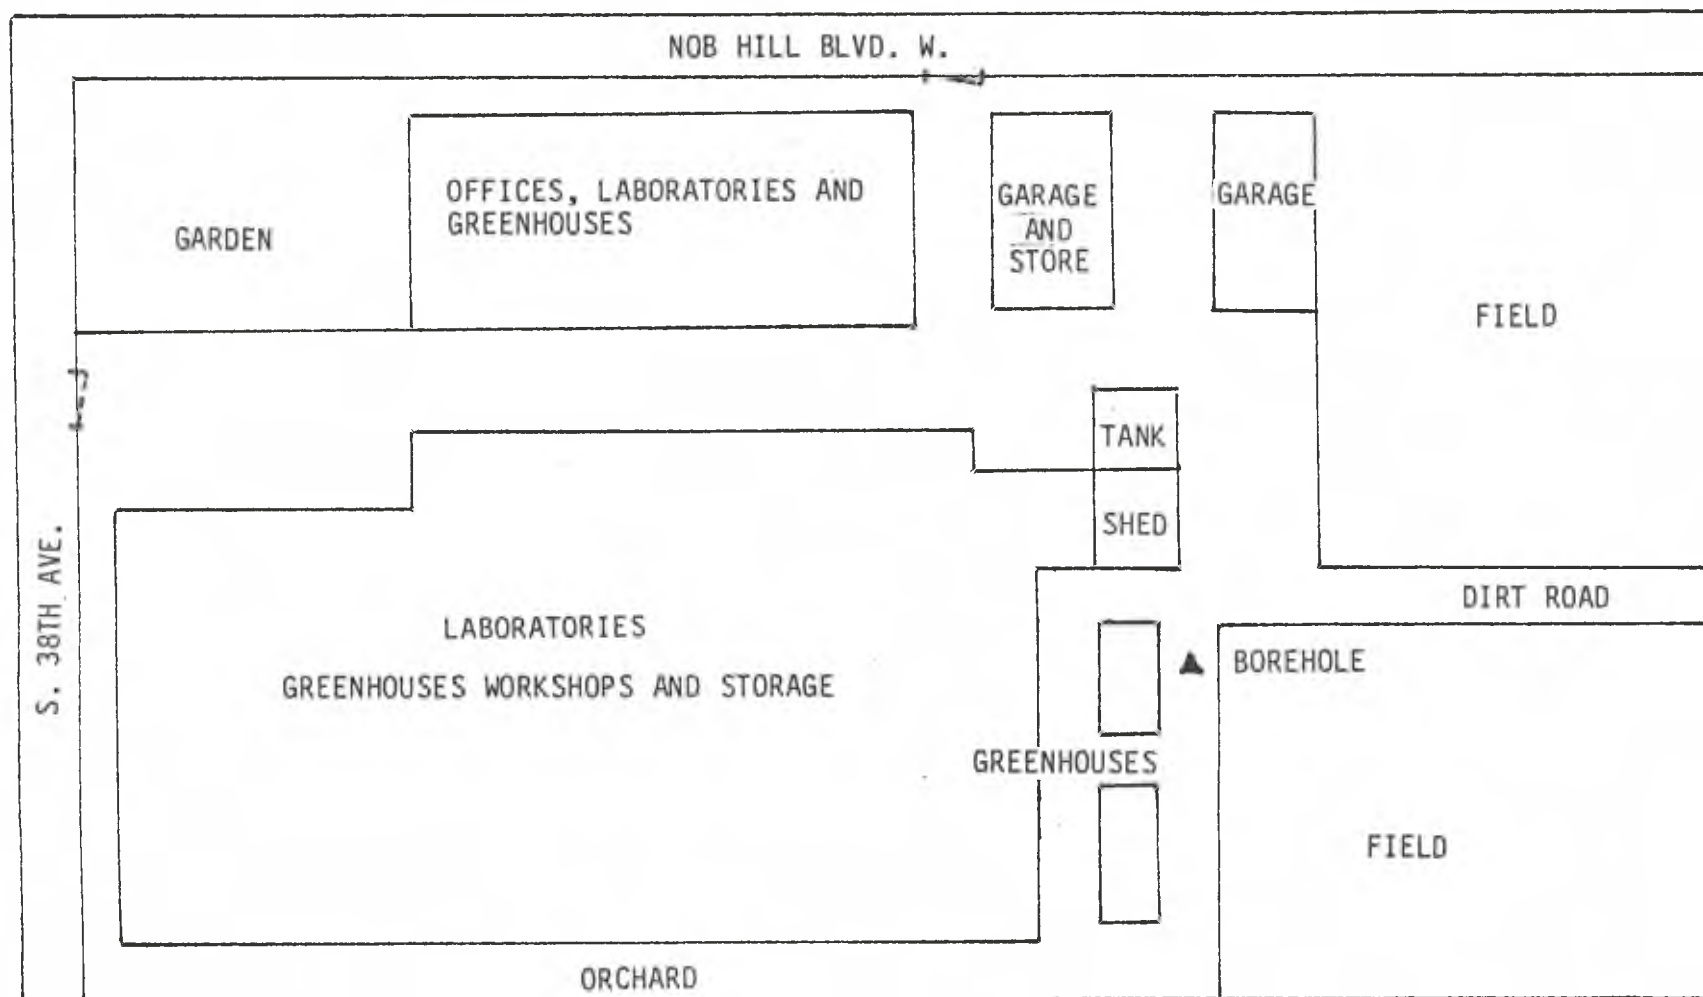 NOB HILL BLVD. W.
OFFICES, LABORATORIES AND
GREENHOUSES
GARDEN
GARAGE
AND
STORE
GARAGE
FIELD
TANK
SHED
S. 38TH AVE.
DIRT ROAD
LABORATORIES
GREENHOUSES WORKSHOPS AND STORAGE
BOREHOLE
GREENHOUSES
FIELD
ORCHARD